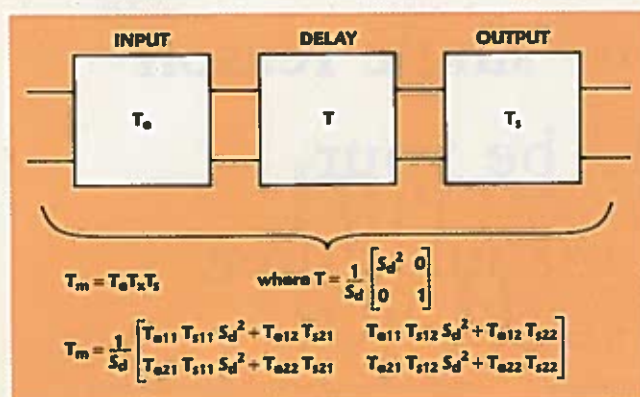 INPUT DELAY OUTPUT
Tₑ T Tₛ
Tₘ = TₑTₓTₛ where T = 1/S_d [S_d² 0
0 1]
Tₘ = 1/S_d [Tₑ₁₁ Tₛ₁₁ S_d² + Tₑ₁₂ Tₛ₂₁ Tₑ₁₁ Tₛ₁₂ S_d² + Tₑ₁₂ Tₛ₂₂
Tₑ₂₁ Tₛ₁₁ S_d² + Tₑ₂₂ Tₛ₂₁ Tₑ₂₁ Tₛ₁₂ S_d² + Tₑ₂₂ Tₛ₂₂]